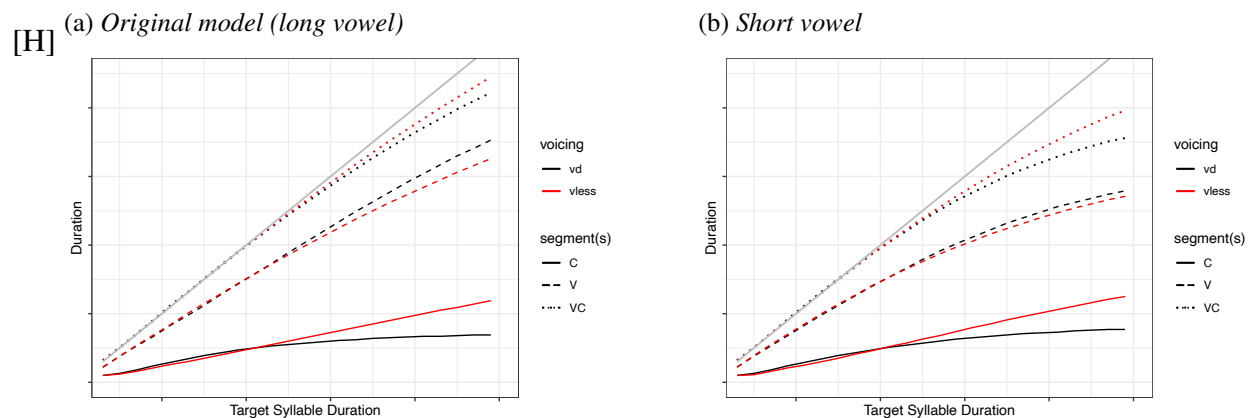 [H]
(a) Original model (long vowel)
Duration
Target Syllable Duration
voicing
vd
vless
segment(s)
C
V
VC
(b) Short vowel
Duration
Target Syllable Duration
voicing
vd
vless
segment(s)
C
V
VC